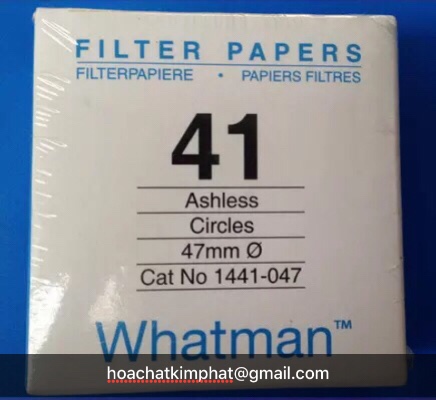 FILTER PAPERS
FILTERPAPIERE • PAPIERS FILTRES
41
Ashless
Circles
47mm Ø
Cat No 1441-047
Whatman™
hoachatkimphat@gmail.com